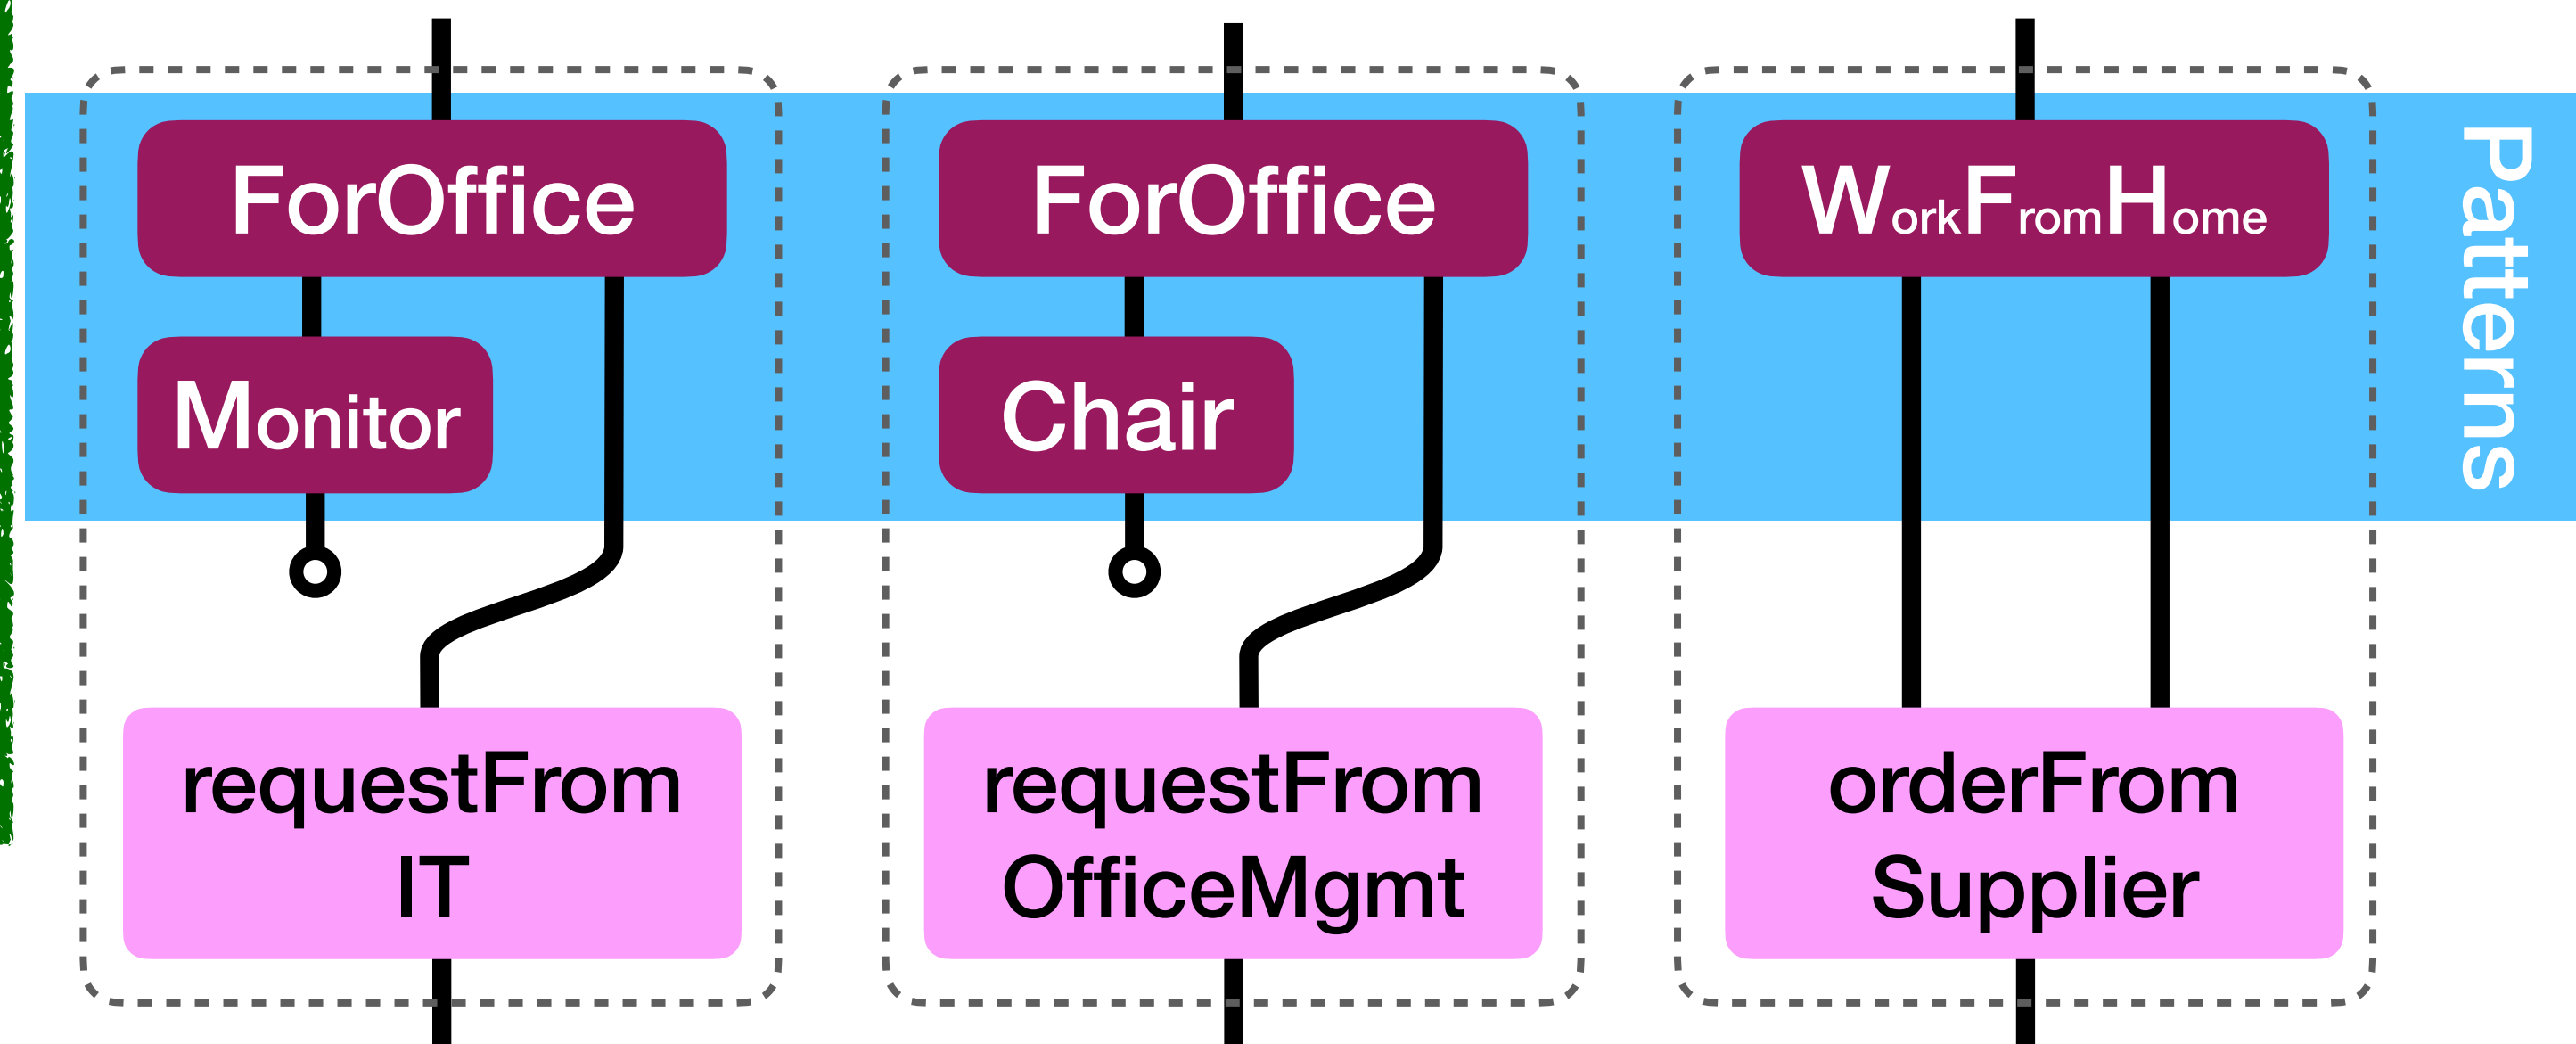 ForOffice
Monitor
requestFrom
IT
ForOffice
Chair
requestFrom
OfficeMgmt
WorkFromHome
orderFrom
Supplier
Patterns